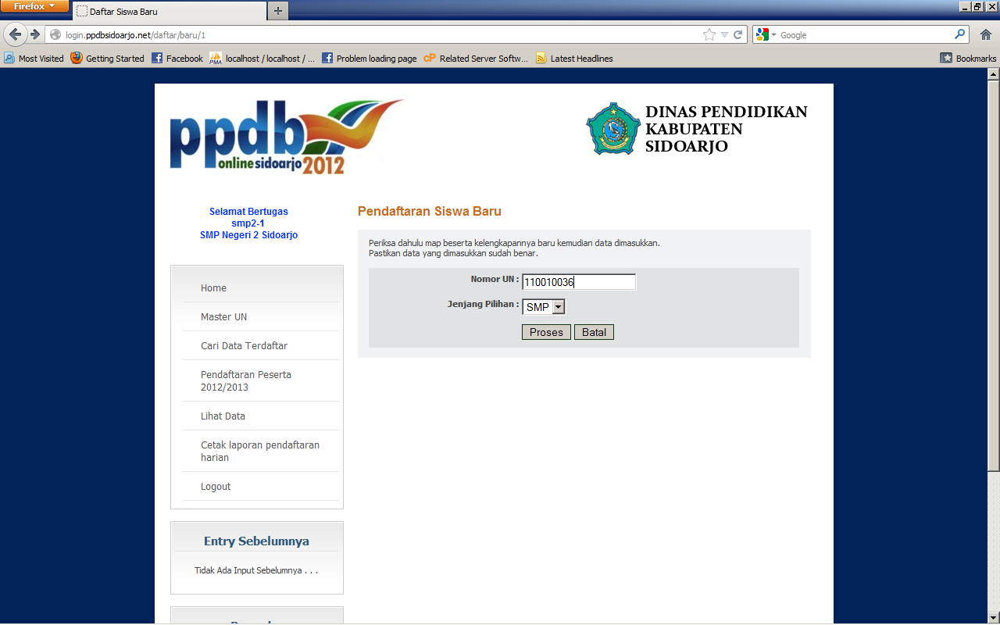 Firefox
Daftar Siswa Baru
login.ppdbsidoarjo.net/daftar/baru/1
Google
Most Visited
Getting Started
Facebook
localhost / localhost / ...
Problem loading page
Related Server Softw...
Latest Headlines
Bookmarks
ppdb
onlinesidoarjo2012
DINAS PENDIDIKAN
KABUPATEN
SIDOARJO
Selamat Bertugas
smp2-1
SMP Negeri 2 Sidoarjo
Home
Master UN
Cari Data Terdaftar
Pendaftaran Peserta
2012/2013
Lihat Data
Cetak laporan pendaftaran
harian
Logout
Entry Sebelumnya
Tidak Ada Input Sebelumnya . . .
Pendaftaran Siswa Baru
Periksa dahulu map beserta kelengkapannya baru kemudian data dimasukkan.
Pastikan data yang dimasukkan sudah benar.
Nomor UN : 110010036
Jenjang Pilihan : SMP
Proses Batal